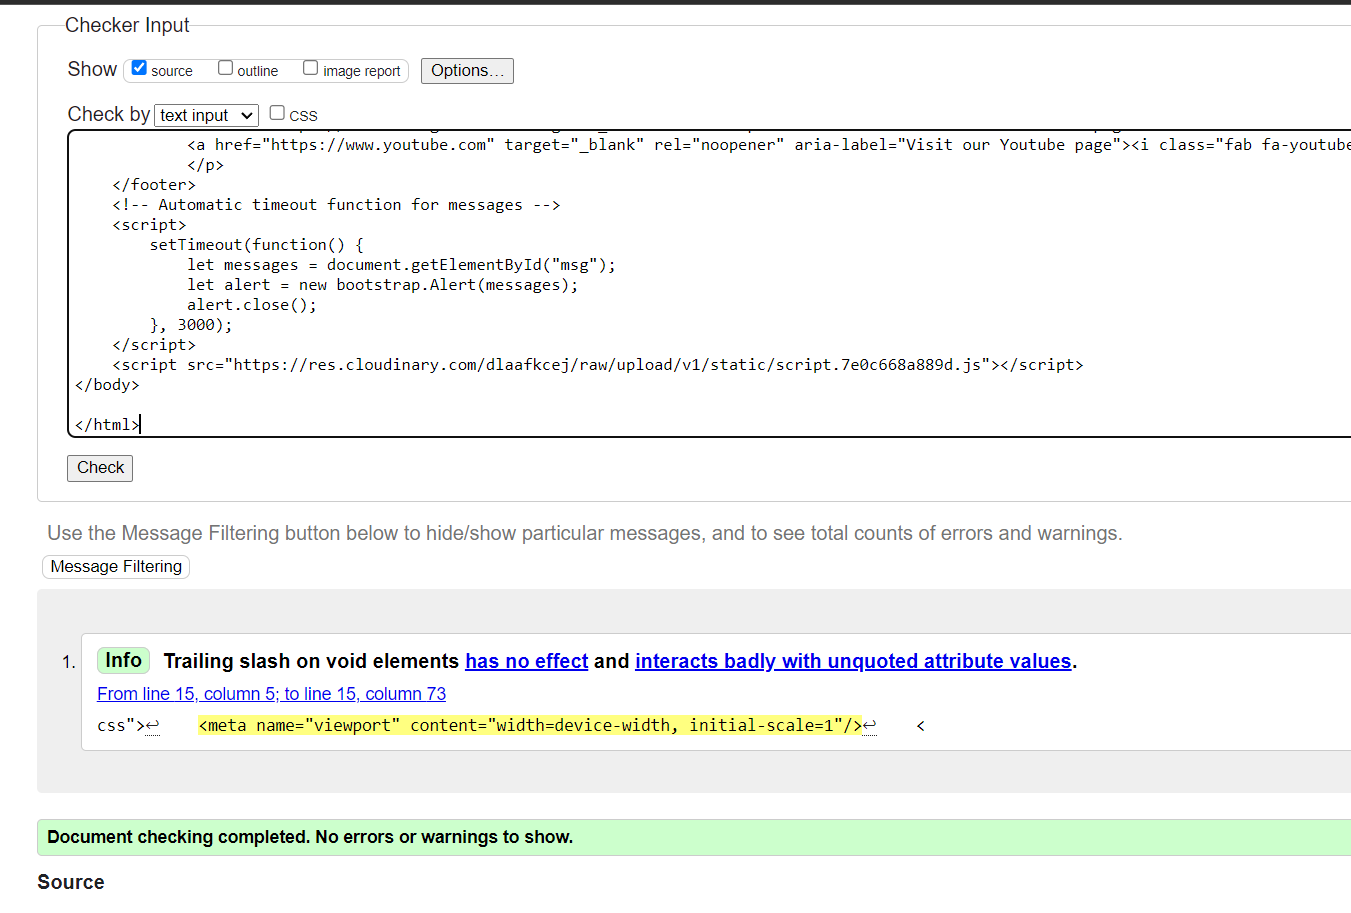 Checker Input
Show source outline image report Options...
Check by text input CSS
<a href="https://www.youtube.com" target="_blank" rel="noopener" aria-label="Visit our Youtube page"><i class="fab fa-youtube
</p>
</footer>
<!-- Automatic timeout function for messages -->
<script>
setTimeout(function() {
let messages = document.getElementById("msg");
let alert = new bootstrap.Alert(messages);
alert.close();
}, 3000);
</script>
<script src="https://res.cloudinary.com/dlaafkcej/raw/upload/v1/static/script.7e0c668a889d.js"></script>
</body>
</html>
Check
Use the Message Filtering button below to hide/show particular messages, and to see total counts of errors and warnings.
Message Filtering
1. Info Trailing slash on void elements has no effect and interacts badly with unquoted attribute values.
From line 15, column 5; to line 15, column 73
css">↩ <meta name="viewport" content="width=device-width, initial-scale=1"/>↩ <
Document checking completed. No errors or warnings to show.
Source